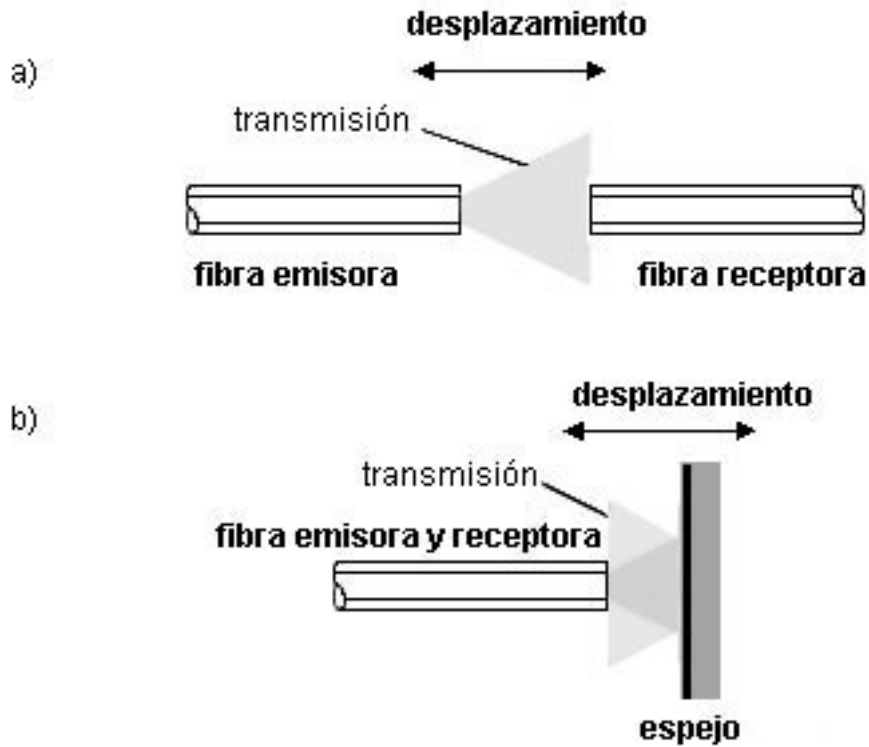 desplazamiento
a)
transmisión
fibra emisora
fibra receptora
desplazamiento
b)
transmisión
fibra emisora y receptora
espejo